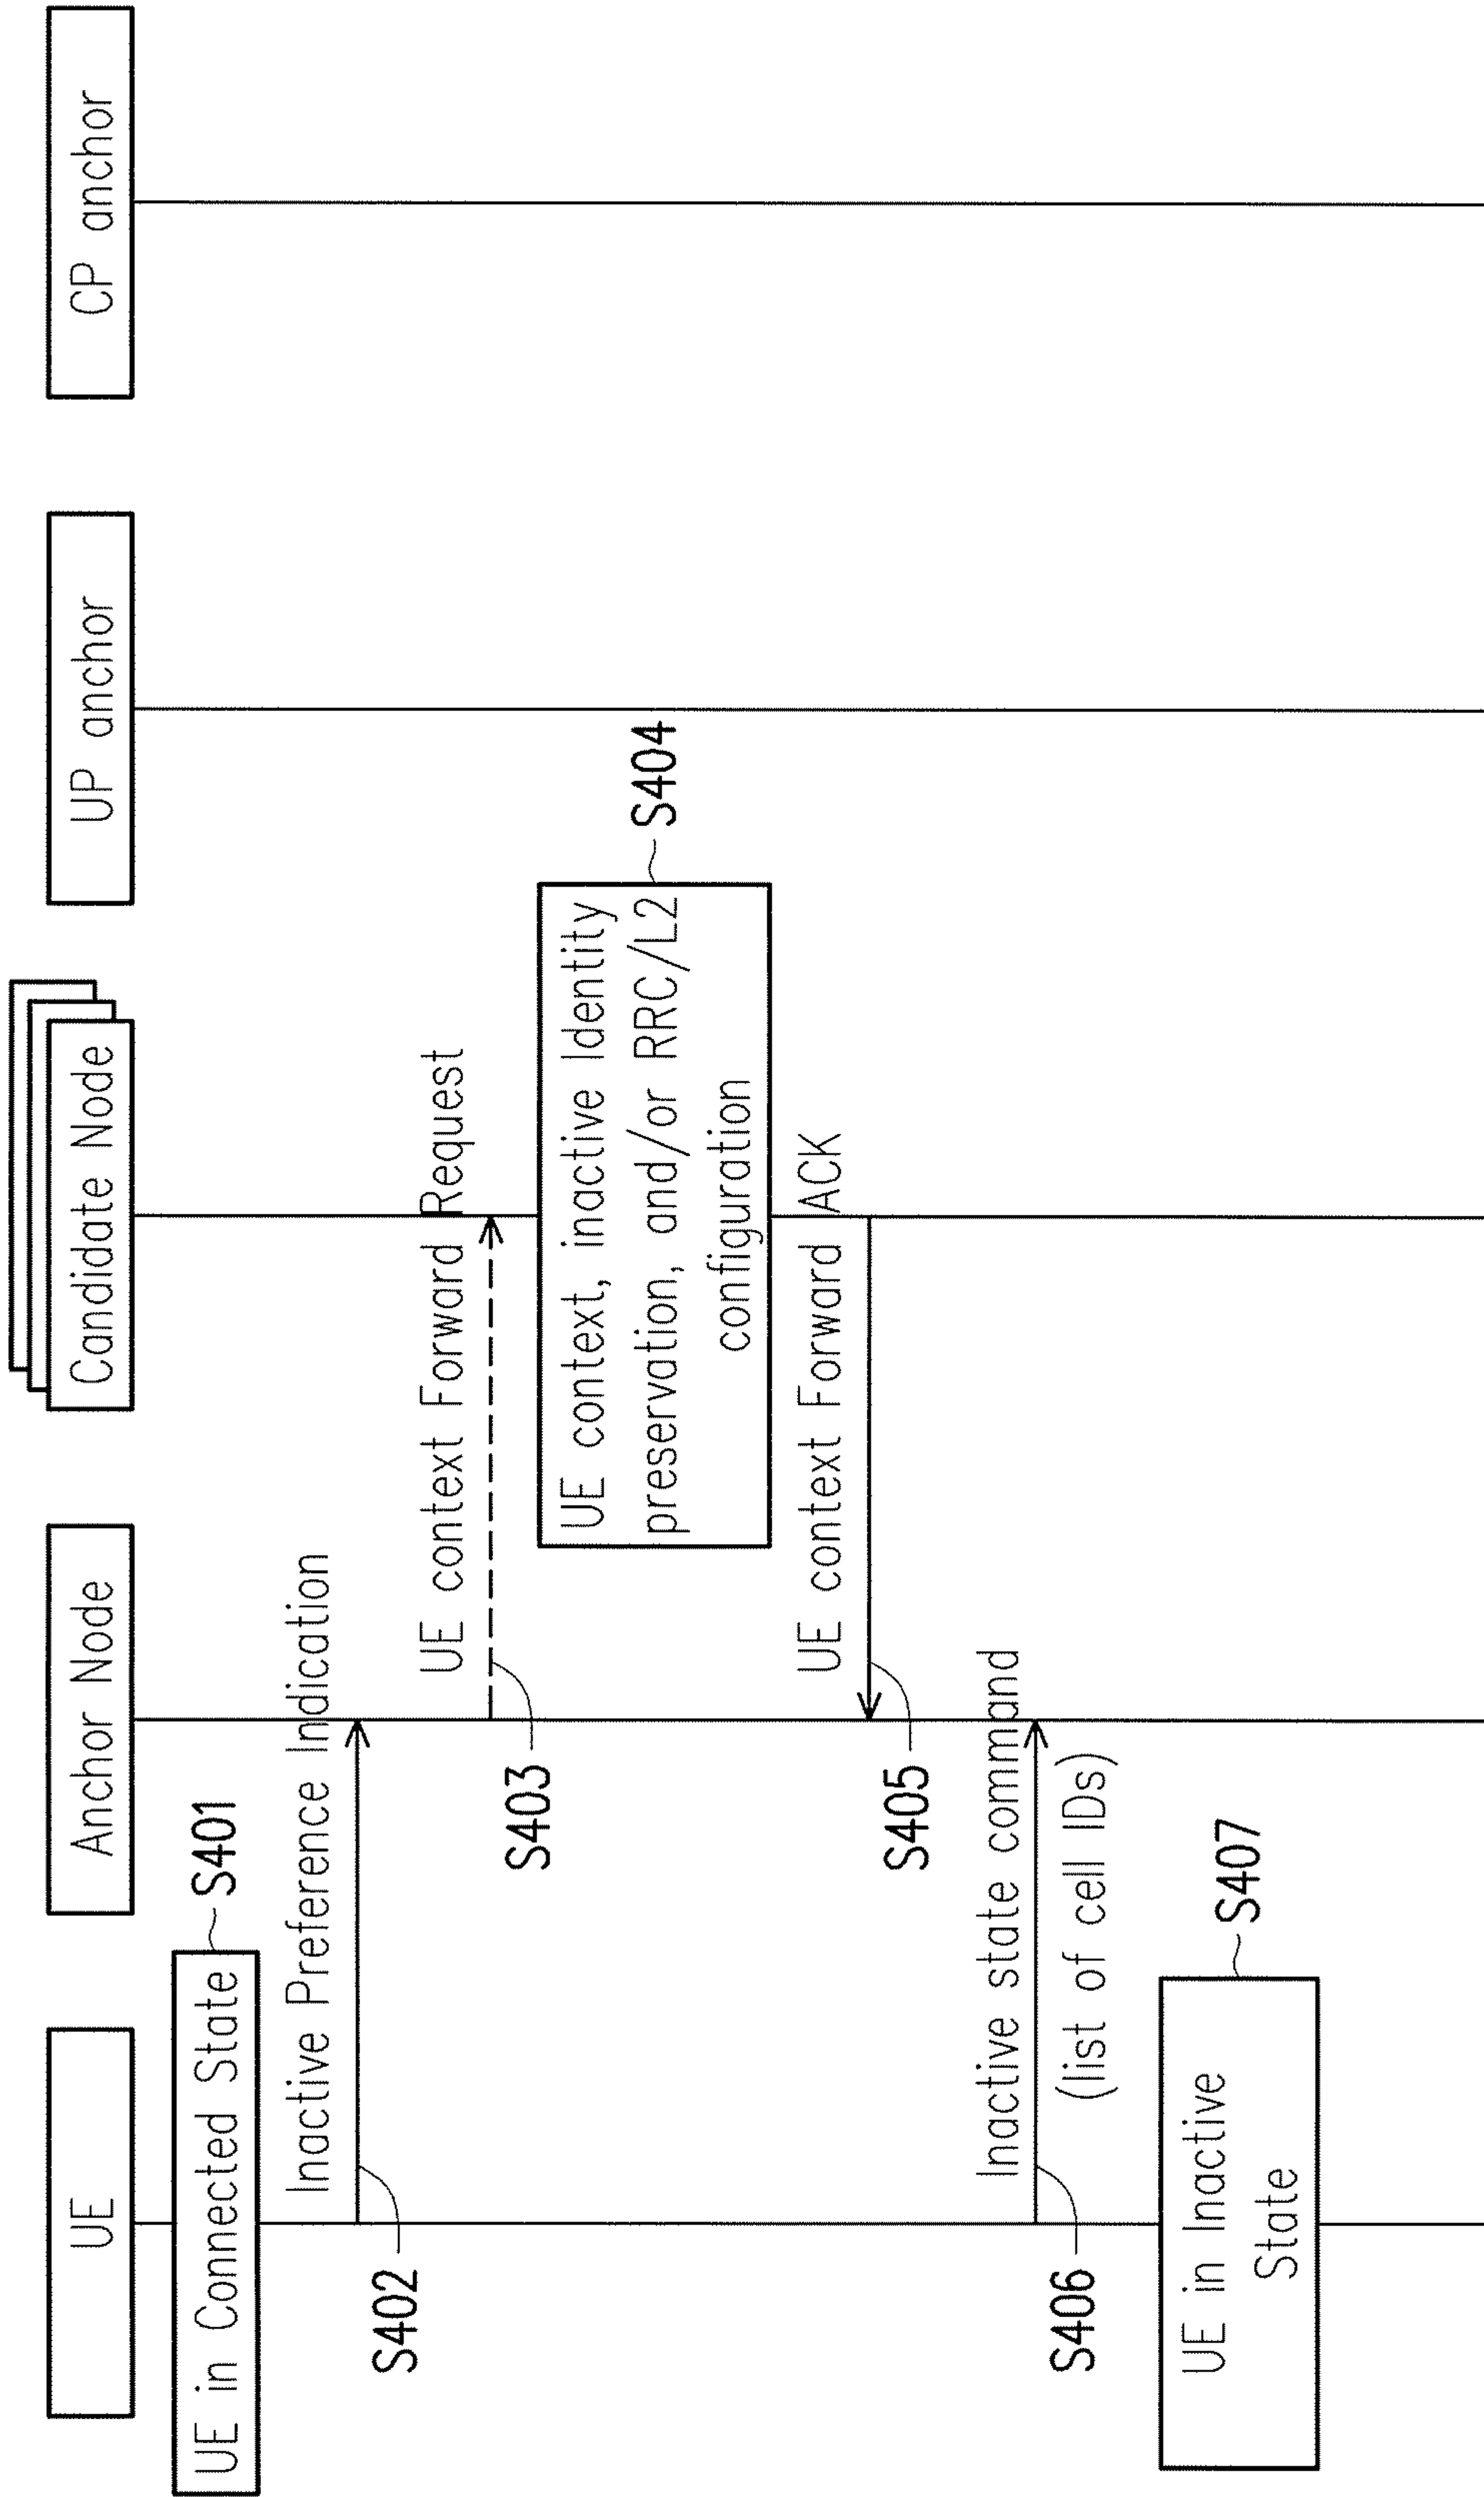 UE
Anchor Node
Candidate Node
UP anchor
CP anchor
UE in Connected State
S401
Inactive Preference Indication
S402
UE context Forward Request
S403
UE context, inactive Identity
preservation, and/or RRC/L2
configuration
S404
UE context Forward ACK
S405
Inactive state command
(list of cell IDs)
S406
UE in Inactive
State
S407